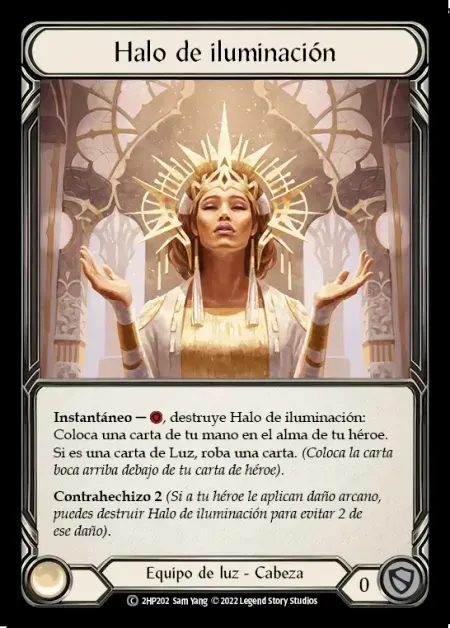 Halo de iluminación
Instantáneo — , destruye Halo de iluminación:
Coloca una carta de tu mano en el alma de tu héroe.
Si es una carta de Luz, roba una carta. (Coloca la carta
boca arriba debajo de tu carta de héroe).
Contrahechizo 2 (Si a tu héroe le aplican daño arcano,
puedes destruir Halo de iluminación para evitar 2 de
ese daño).
Equipo de luz - Cabeza
0
C 2HP202 Sam Yang © 2022 Legend Story Studios